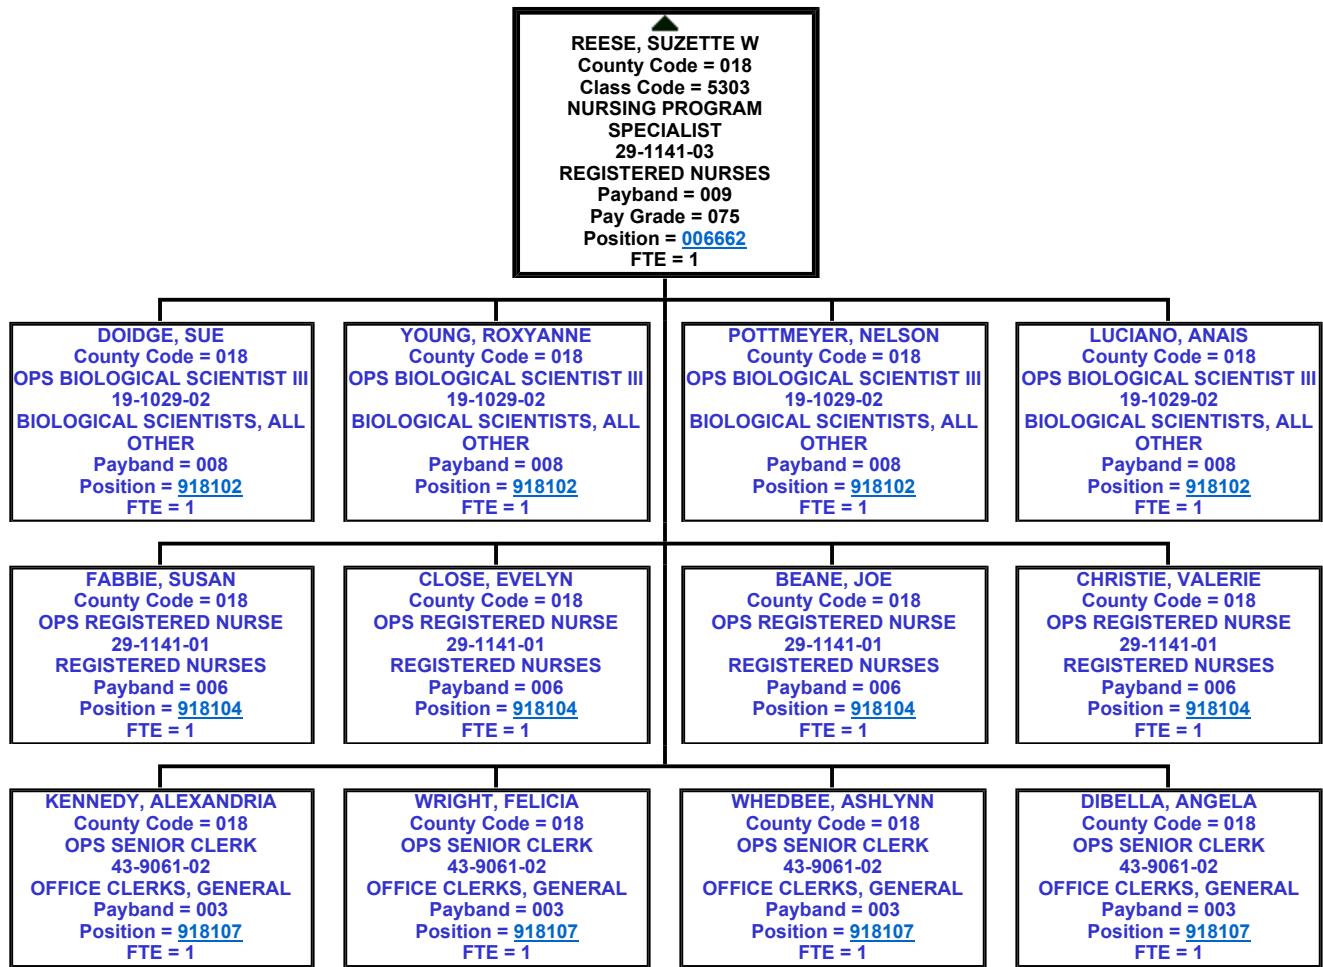 REESE, SUZETTE W
County Code = 018
Class Code = 5303
NURSING PROGRAM
SPECIALIST
29-1141-03
REGISTERED NURSES
Payband = 009
Pay Grade = 075
Position = 006662
FTE = 1
DOIDGE, SUE
County Code = 018
OPS BIOLOGICAL SCIENTIST III
19-1029-02
BIOLOGICAL SCIENTISTS, ALL
OTHER
Payband = 008
Position = 918102
FTE = 1
YOUNG, ROXYANNE
County Code = 018
OPS BIOLOGICAL SCIENTIST III
19-1029-02
BIOLOGICAL SCIENTISTS, ALL
OTHER
Payband = 008
Position = 918102
FTE = 1
POTTMEYER, NELSON
County Code = 018
OPS BIOLOGICAL SCIENTIST III
19-1029-02
BIOLOGICAL SCIENTISTS, ALL
OTHER
Payband = 008
Position = 918102
FTE = 1
LUCIANO, ANAIS
County Code = 018
OPS BIOLOGICAL SCIENTIST III
19-1029-02
BIOLOGICAL SCIENTISTS, ALL
OTHER
Payband = 008
Position = 918102
FTE = 1
FABBIE, SUSAN
County Code = 018
OPS REGISTERED NURSE
29-1141-01
REGISTERED NURSES
Payband = 006
Position = 918104
FTE = 1
CLOSE, EVELYN
County Code = 018
OPS REGISTERED NURSE
29-1141-01
REGISTERED NURSES
Payband = 006
Position = 918104
FTE = 1
BEANE, JOE
County Code = 018
OPS REGISTERED NURSE
29-1141-01
REGISTERED NURSES
Payband = 006
Position = 918104
FTE = 1
CHRISTIE, VALERIE
County Code = 018
OPS REGISTERED NURSE
29-1141-01
REGISTERED NURSES
Payband = 006
Position = 918104
FTE = 1
KENNEDY, ALEXANDRIA
County Code = 018
OPS SENIOR CLERK
43-9061-02
OFFICE CLERKS, GENERAL
Payband = 003
Position = 918107
FTE = 1
WRIGHT, FELICIA
County Code = 018
OPS SENIOR CLERK
43-9061-02
OFFICE CLERKS, GENERAL
Payband = 003
Position = 918107
FTE = 1
WHEDBEE, ASHLYNN
County Code = 018
OPS SENIOR CLERK
43-9061-02
OFFICE CLERKS, GENERAL
Payband = 003
Position = 918107
FTE = 1
DIBELLA, ANGELA
County Code = 018
OPS SENIOR CLERK
43-9061-02
OFFICE CLERKS, GENERAL
Payband = 003
Position = 918107
FTE = 1